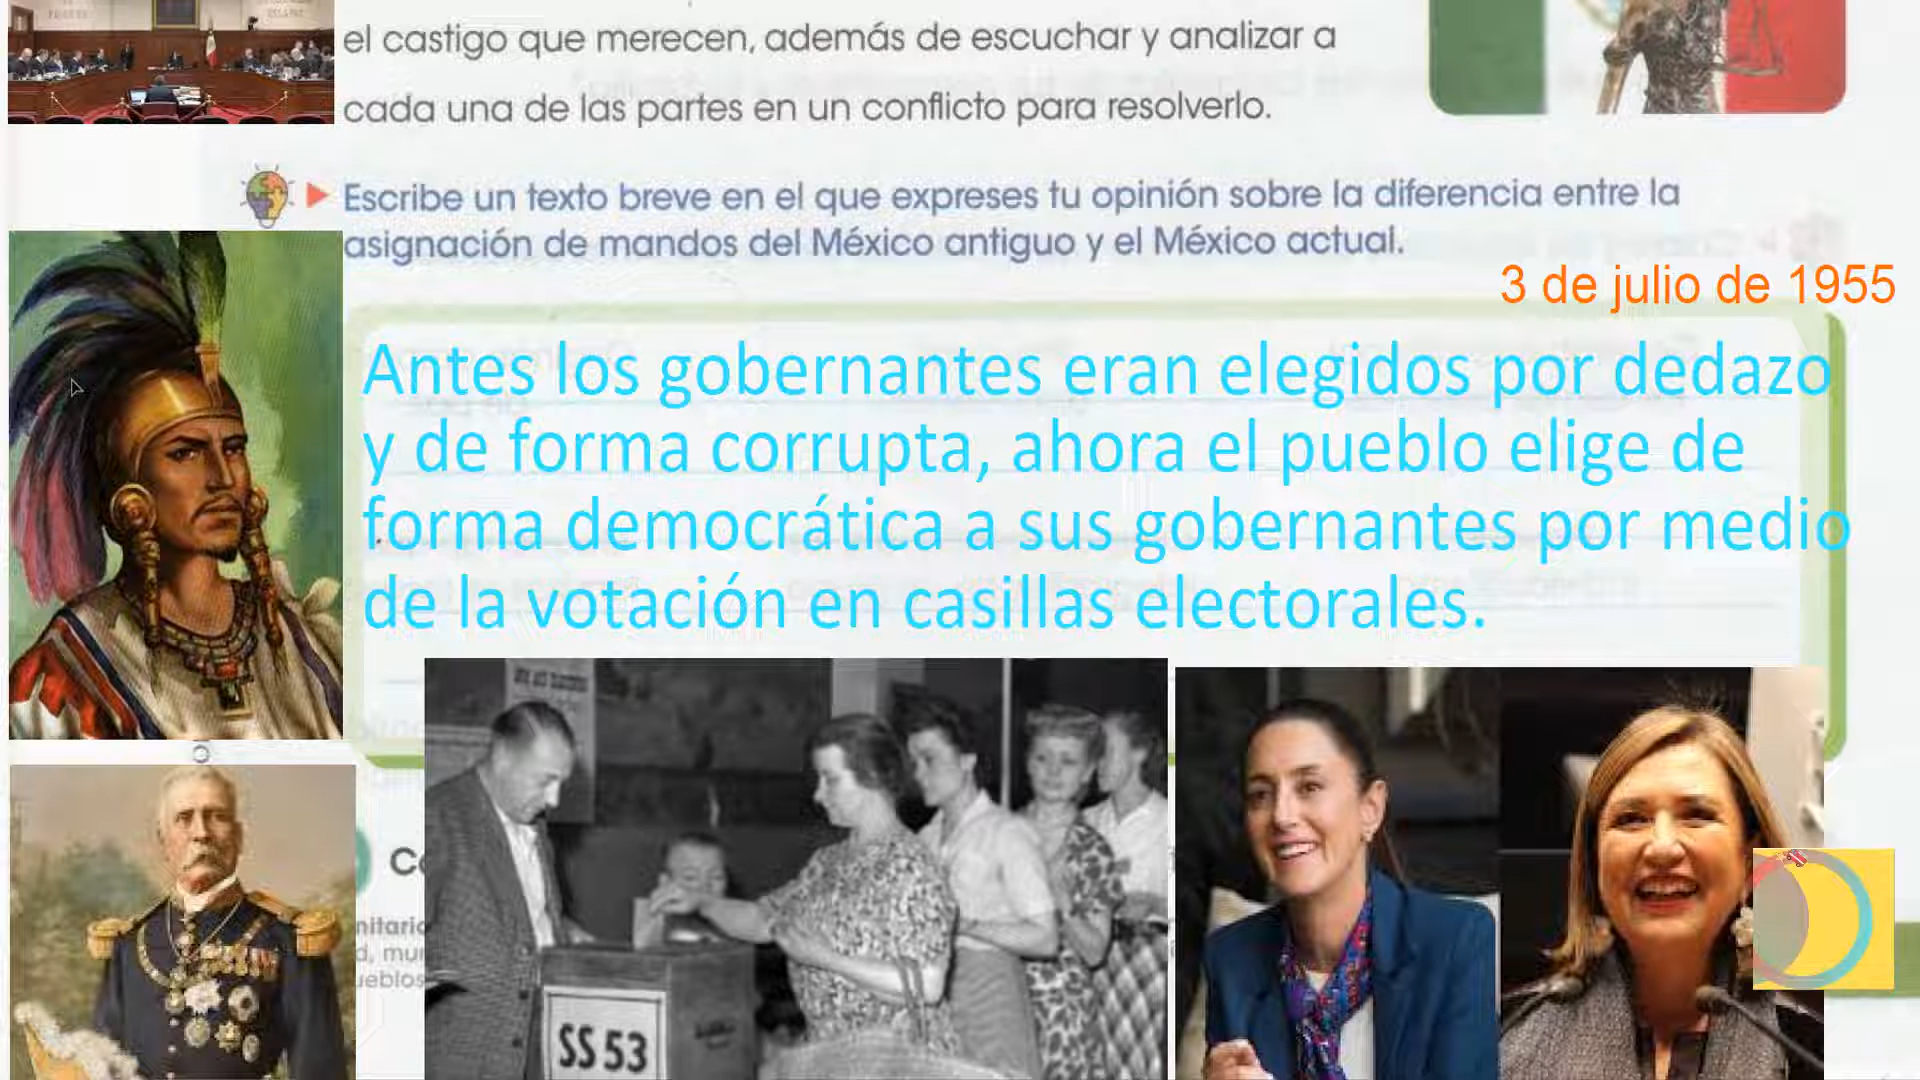 el castigo que merecen, además de escuchar y analizar a
cada una de las partes en un conflicto para resolverlo.
Escribe un texto breve en el que expreses tu opinión sobre la diferencia entre la
asignación de mandos del México antiguo y el México actual.
3 de julio de 1955
Antes los gobernantes eran elegidos por dedazo
y de forma corrupta, ahora el pueblo elige de
forma democrática a sus gobernantes por medio
de la votación en casillas electorales.
SS 53